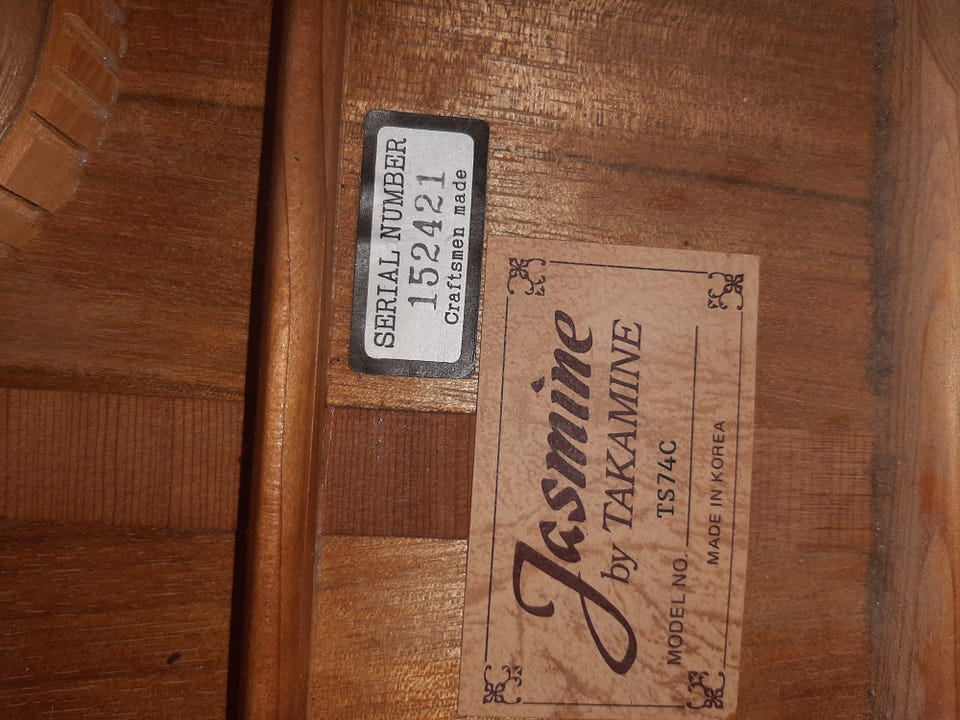 SERIAL NUMBER
152421
Craftsmen made
Jasmine
by TAKAMINE
TS74C
MODEL NO.
MADE IN KOREA